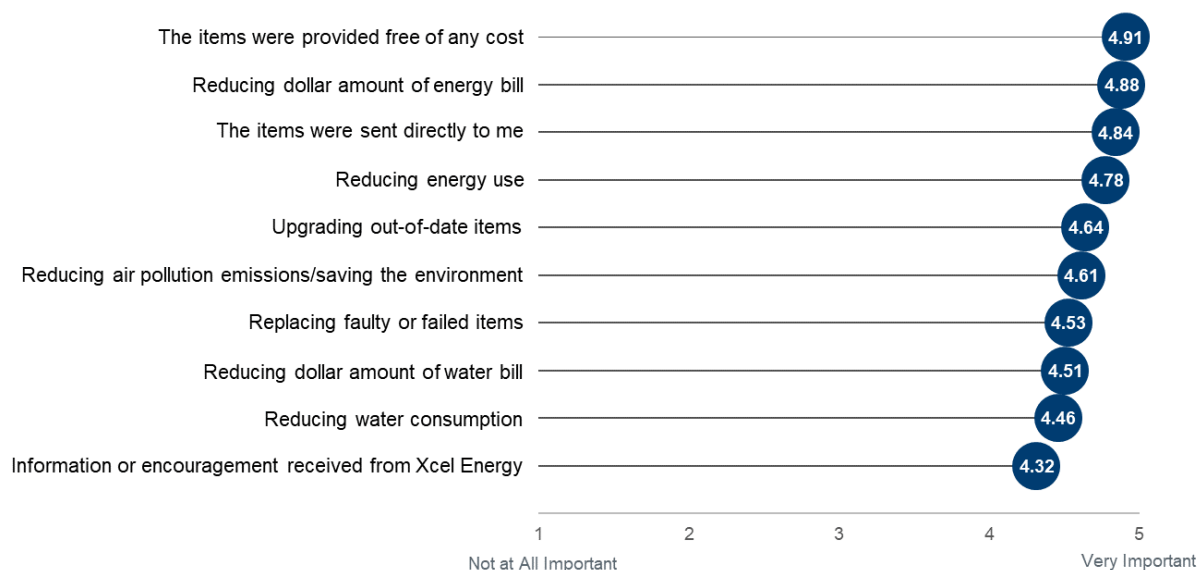 The items were provided free of any cost 4.91
Reducing dollar amount of energy bill 4.88
The items were sent directly to me 4.84
Reducing energy use 4.78
Upgrading out-of-date items 4.64
Reducing air pollution emissions/saving the environment 4.61
Replacing faulty or failed items 4.53
Reducing dollar amount of water bill 4.51
Reducing water consumption 4.46
Information or encouragement received from Xcel Energy 4.32
1 2 3 4 5
Not at All Important Very Important